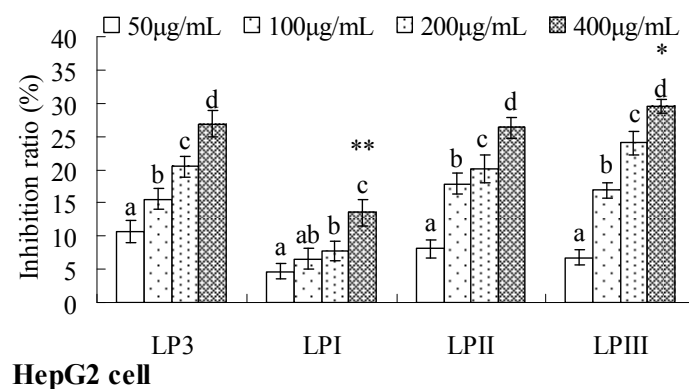 50μg/mL 100μg/mL 200μg/mL 400μg/mL
40
35
30
25
20
15
10
5
0
Inhibition ratio (%)
a b c d
a ab b c
**
a b c d
a b c d
*
LP3 LPI LPII LPIII
HepG2 cell